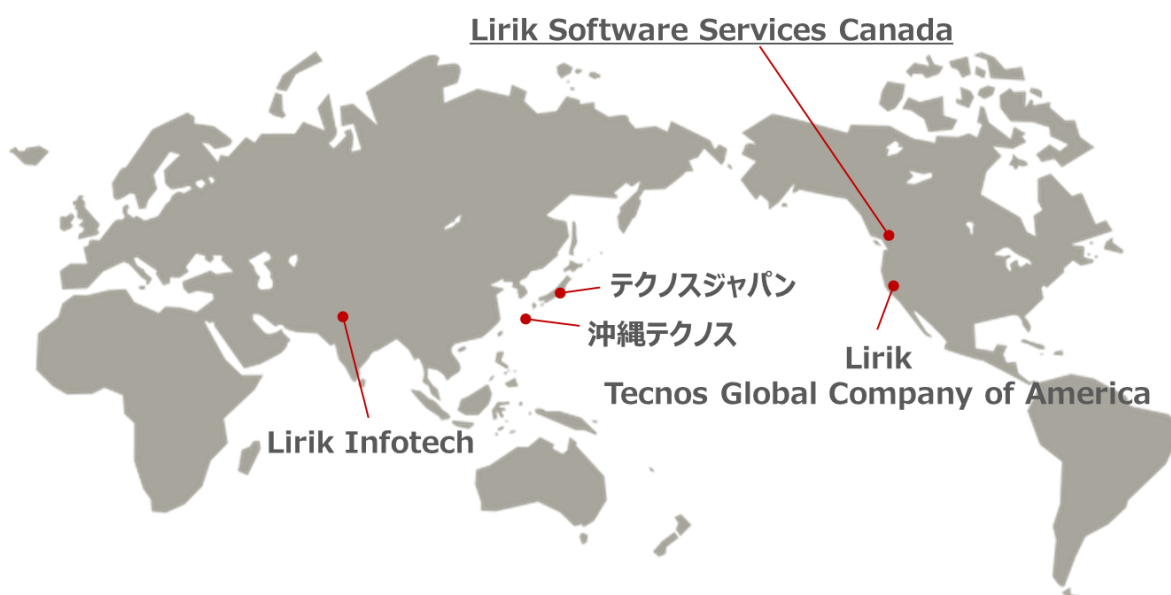 Lirik Software Services Canada
テクノスジャパン
沖縄テクノス
Lirik
Tecnos Global Company of America
Lirik Infotech